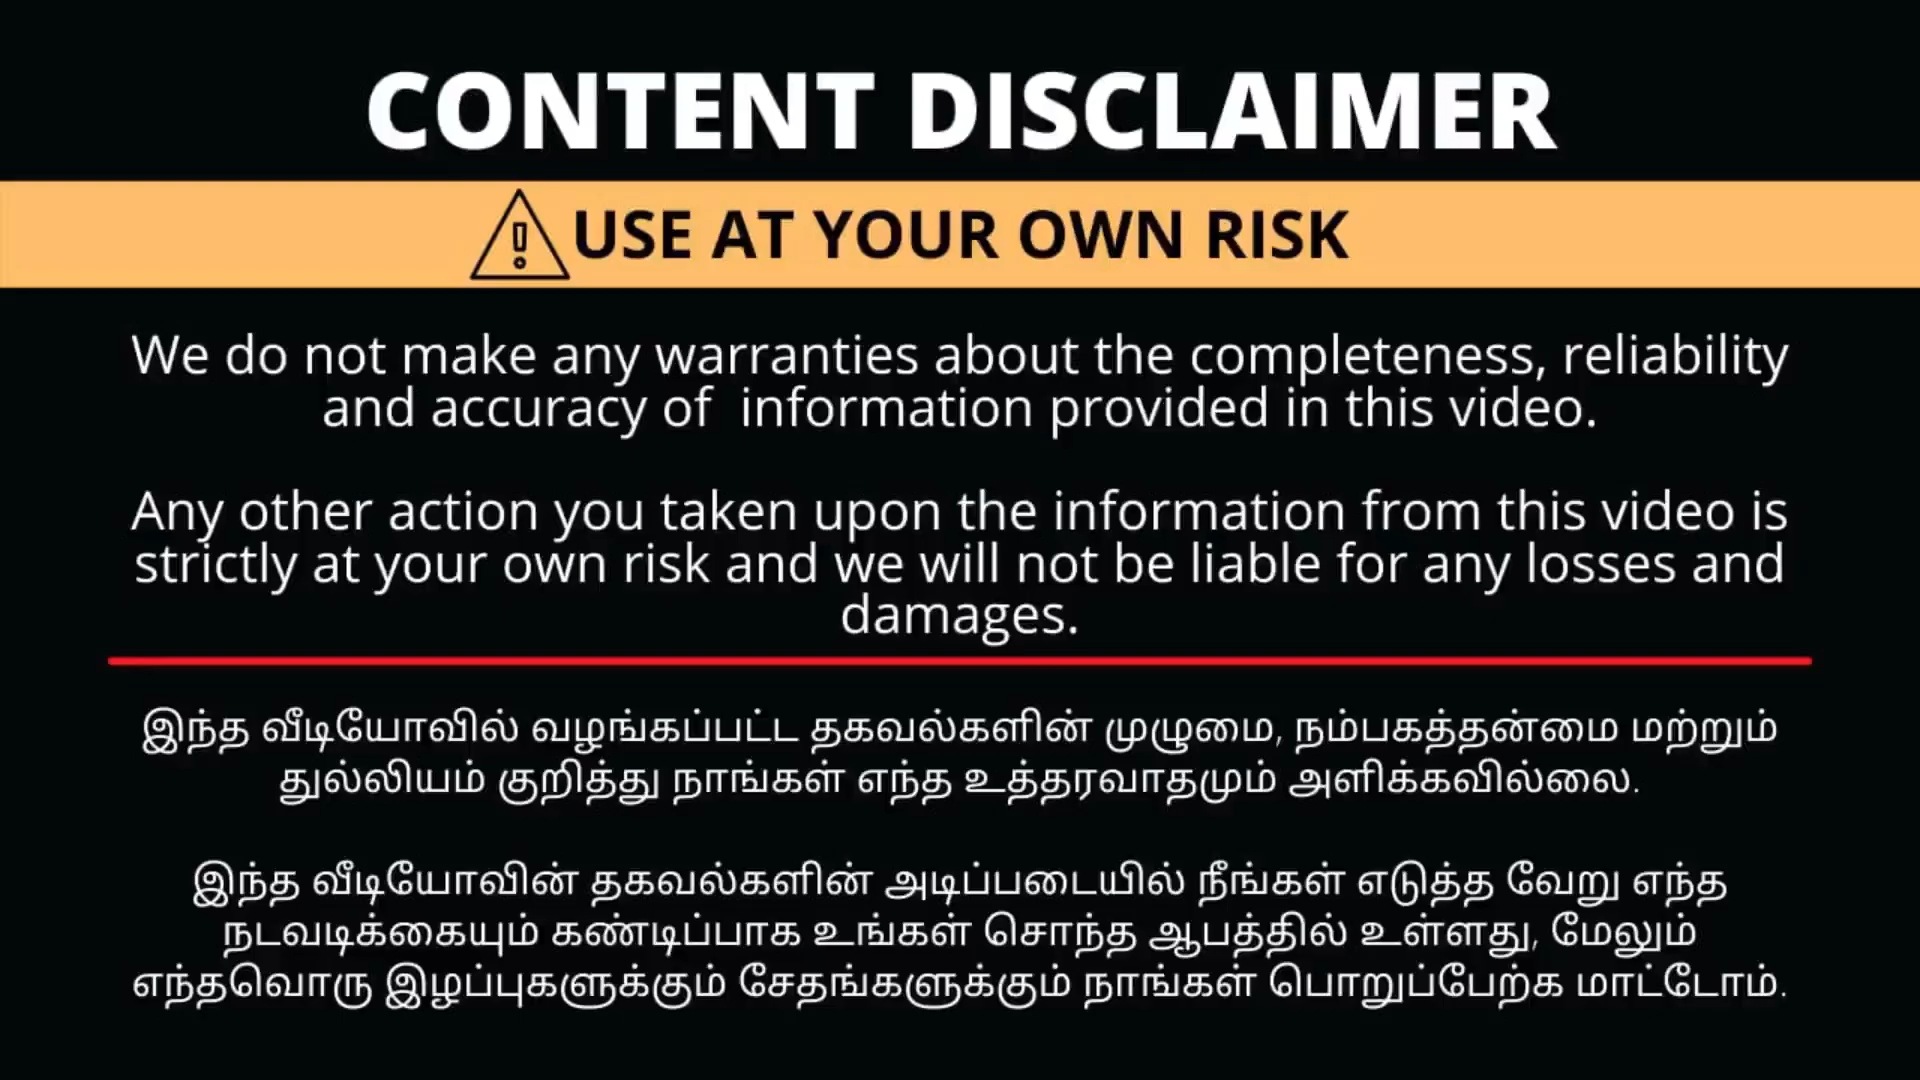 CONTENT DISCLAIMER
USE AT YOUR OWN RISK
We do not make any warranties about the completeness, reliability
and accuracy of  information provided in this video.
Any other action you taken upon the information from this video is
strictly at your own risk and we will not be liable for any losses and
damages.
இந்த வீடியோவில் வழங்கப்பட்ட தகவல்களின் முழுமை, நம்பகத்தன்மை மற்றும்
துல்லியம் குறித்து நாங்கள் எந்த உத்தரவாதமும் அளிக்கவில்லை.
இந்த வீடியோவின் தகவல்களின் அடிப்படையில் நீங்கள் எடுத்த வேறு எந்த
நடவடிக்கையும் கண்டிப்பாக உங்கள் சொந்த ஆபத்தில் உள்ளது, மேலும்
எந்தவொரு இழப்புகளுக்கும் சேதங்களுக்கும் நாங்கள் பொறுப்பேற்க மாட்டோம்.